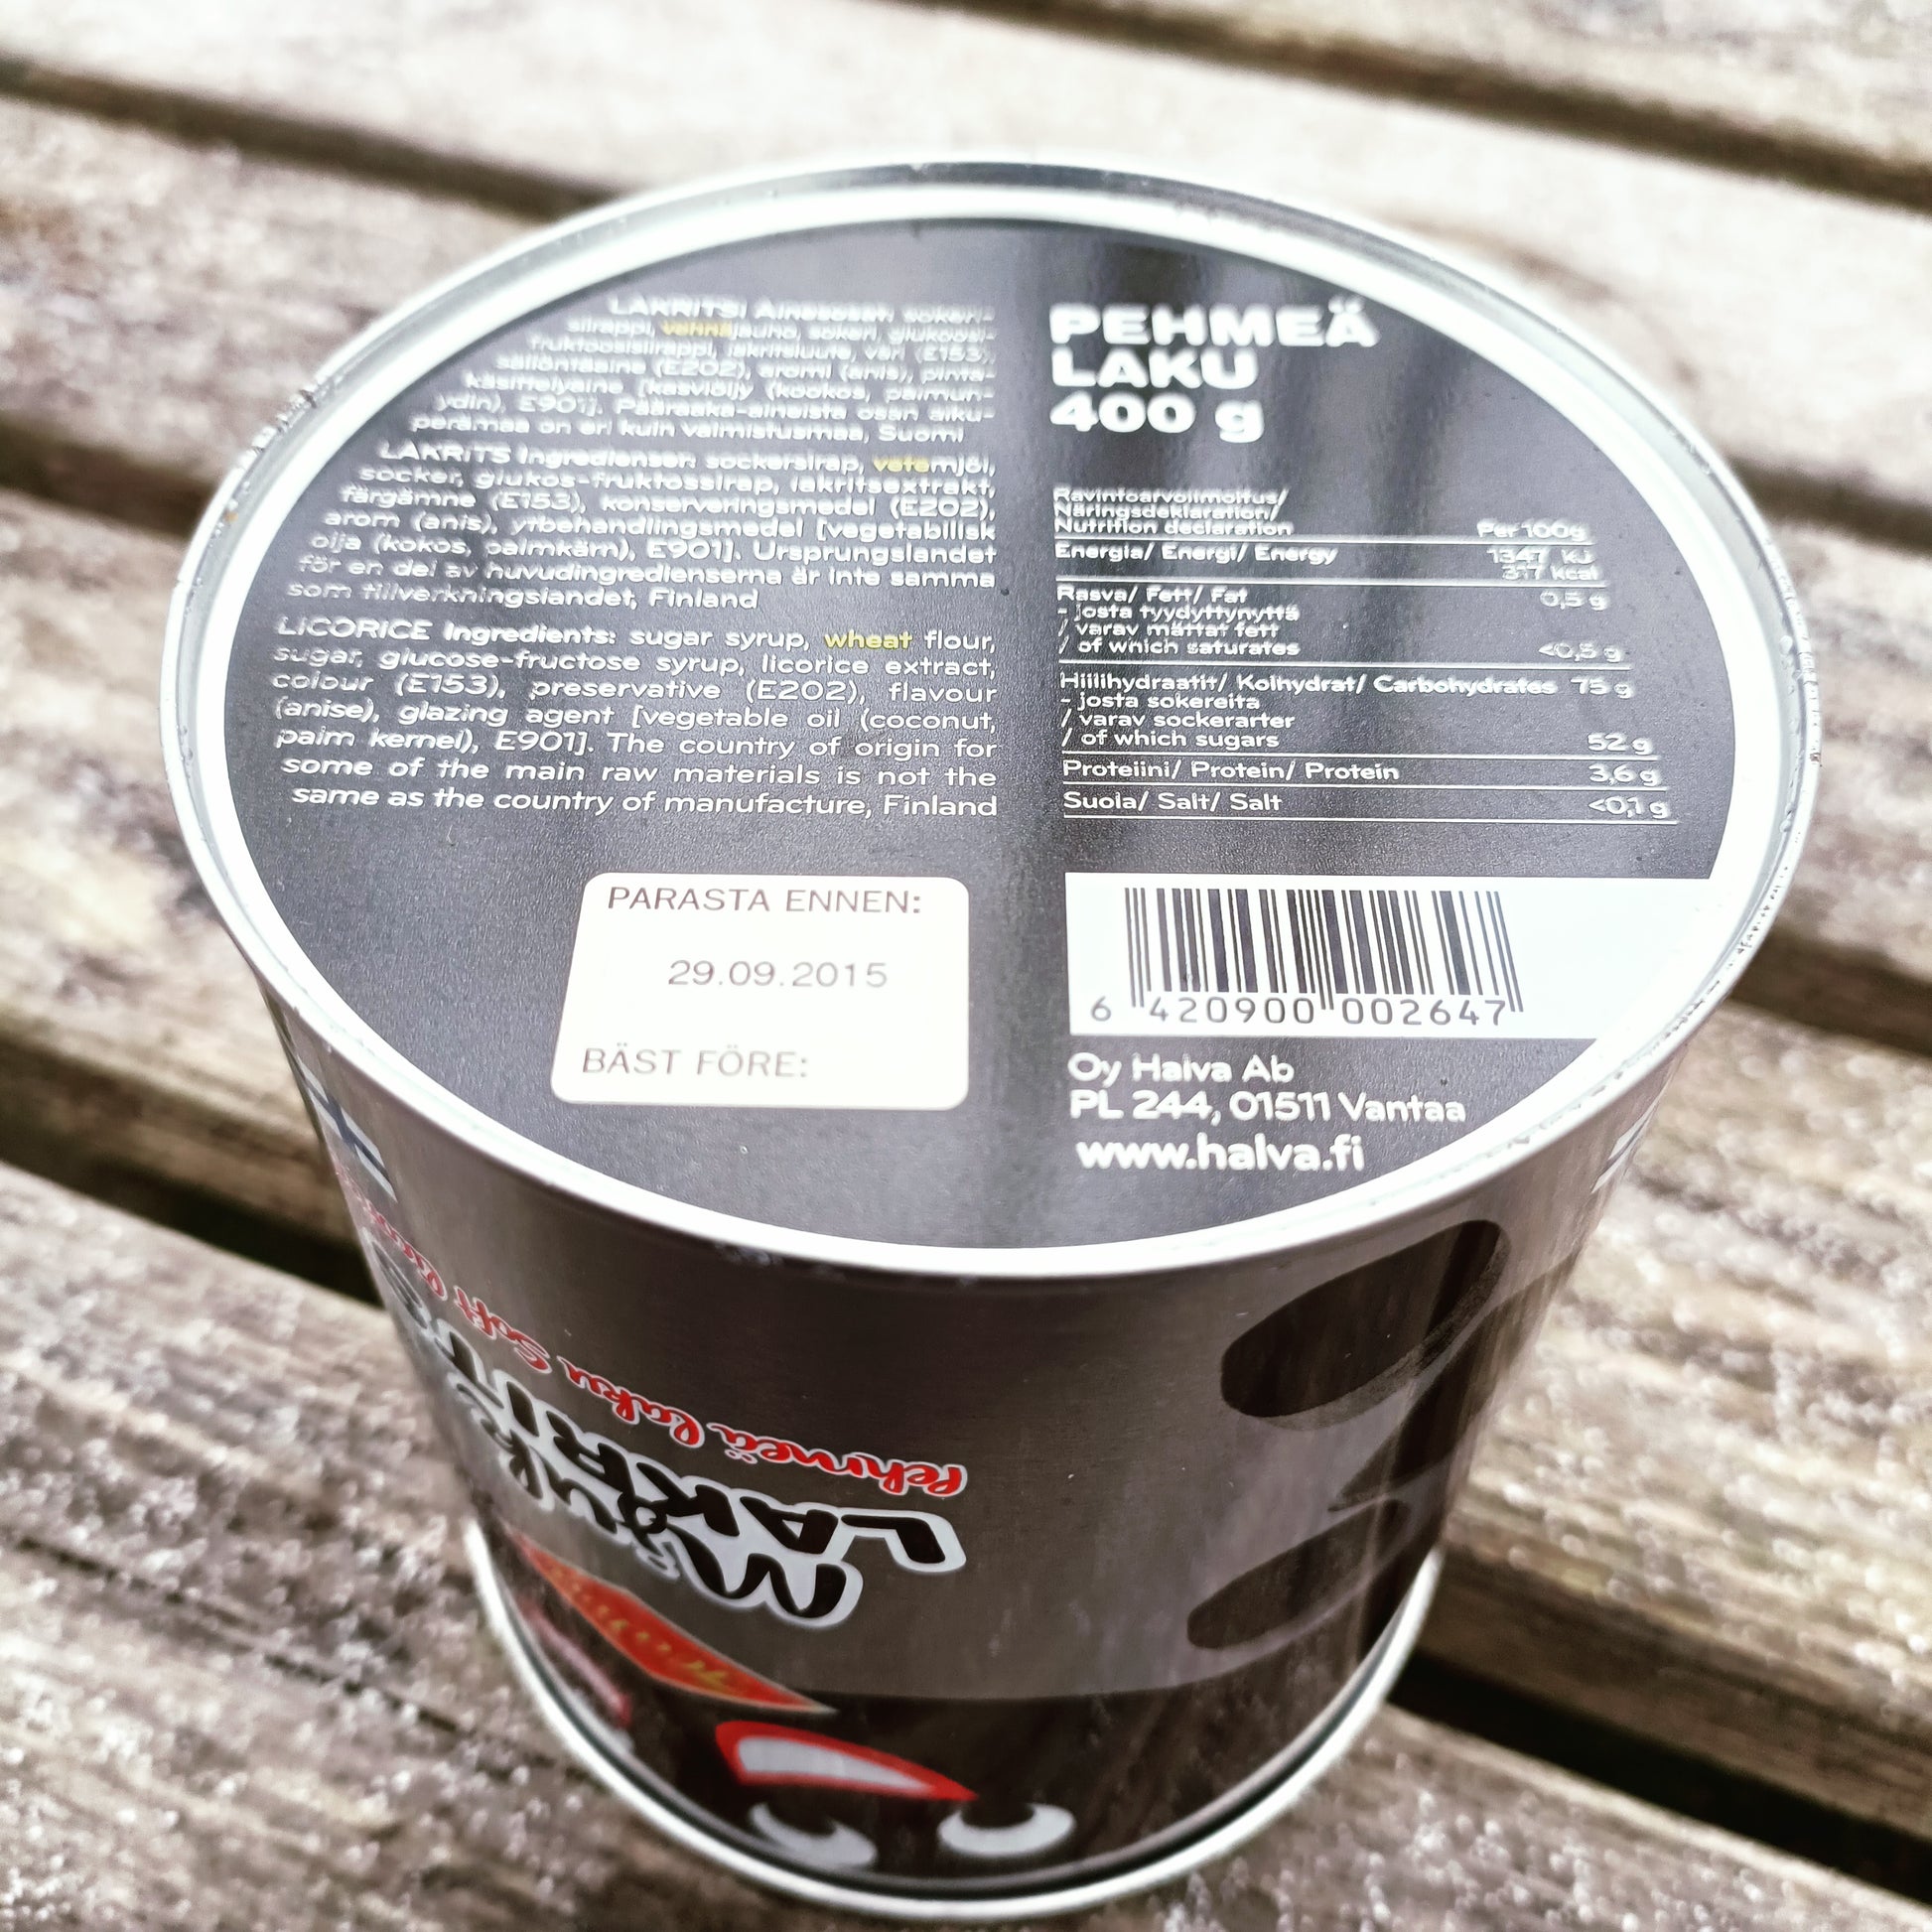 LAKRITSI Ainesosat: sokeri-
siirappi, vehnäjauho, sokeri, glukoosi-
fruktoosisiirappi, lakritsiuute, väri (E153),
säilöntäaine (E202), aromi (anis), pinta-
käsittelyaine [kasviöljy (kookos, palmun-
ydin), E901]. Pääraaka-aineista osan alku-
perämaa on eri kuin valmistusmaa, Suomi
LAKRITS Ingredienser: sockersirap, vetemjöl,
socker, glukos-fruktossirap, lakritsextrakt,
färgämne (E153), konserveringsmedel (E202),
arom (anis), ytbehandlingsmedel [vegetabilisk
olja (kokos, palmkärn), E901]. Ursprungslandet
för en del av huvudingredienserna är inte samma
som tillverkningslandet, Finland
LICORICE Ingredients: sugar syrup, wheat flour,
sugar, glucose-fructose syrup, licorice extract,
colour (E153), preservative (E202), flavour
(anise), glazing agent [vegetable oil (coconut,
palm kernel), E901]. The country of origin for
some of the main raw materials is not the
same as the country of manufacture, Finland
PARASTA ENNEN:
29.09.2015
BÄST FÖRE:
PEHMEÄ
LAKU
400 g
Ravintoarvoilmoitus/
Näringsdeklaration/
Nutrition declaration Per 100g
Energia/ Energi/ Energy 1347 kJ
317 kcal
Rasva/ Fett/ Fat 0,5 g
- josta tyydyttynyttä
/ varav mättat fett
/ of which saturates <0,5 g
Hiilihydraatit/ Kolhydrat/ Carbohydrates 75 g
- josta sokereita
/ varav sockerarter
/ of which sugars 52 g
Proteiini/ Protein/ Protein 3,6 g
Suola/ Salt/ Salt <0,1 g
6 420900 002647
Oy Halva Ab
PL 244, 01511 Vantaa
www.halva.fi
Mjuk
LAKRITS
Pehmeä laku Soft